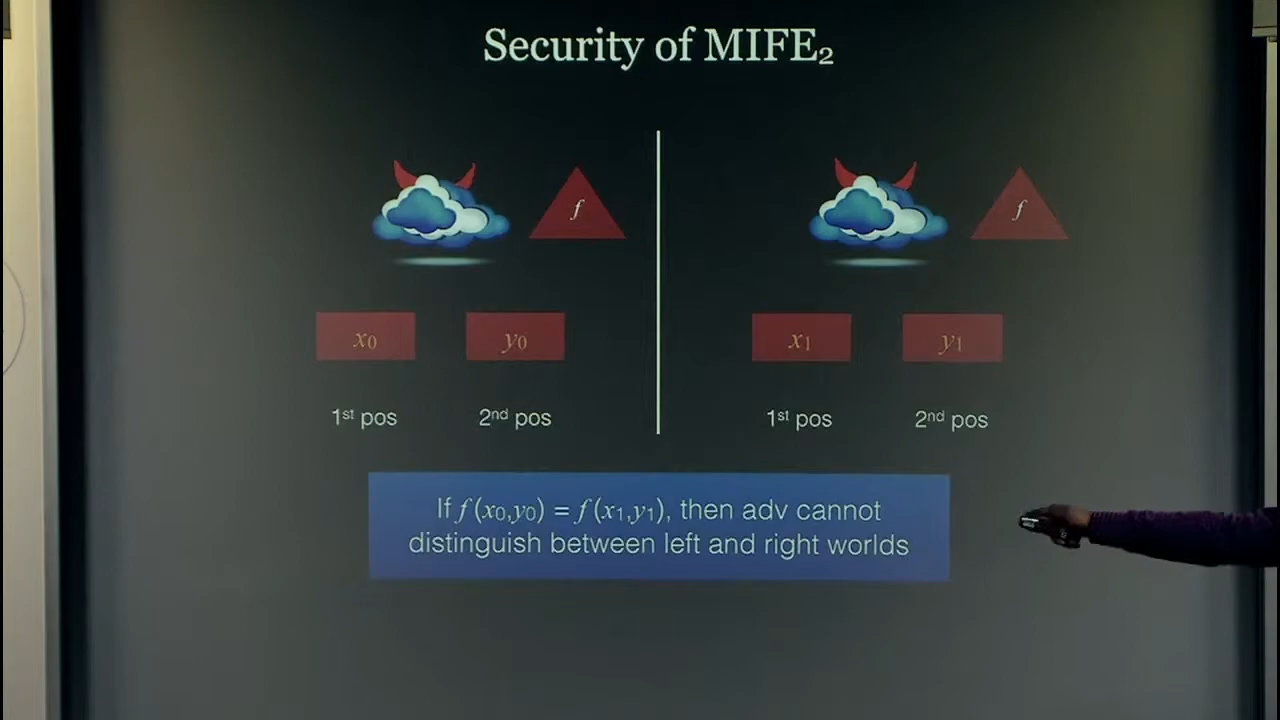 Security of MIFE₂
f
f
x₀ y₀
x₁ y₁
1st pos 2nd pos
1st pos 2nd pos
If f(x₀,y₀) = f(x₁,y₁), then adv cannot
distinguish between left and right worlds